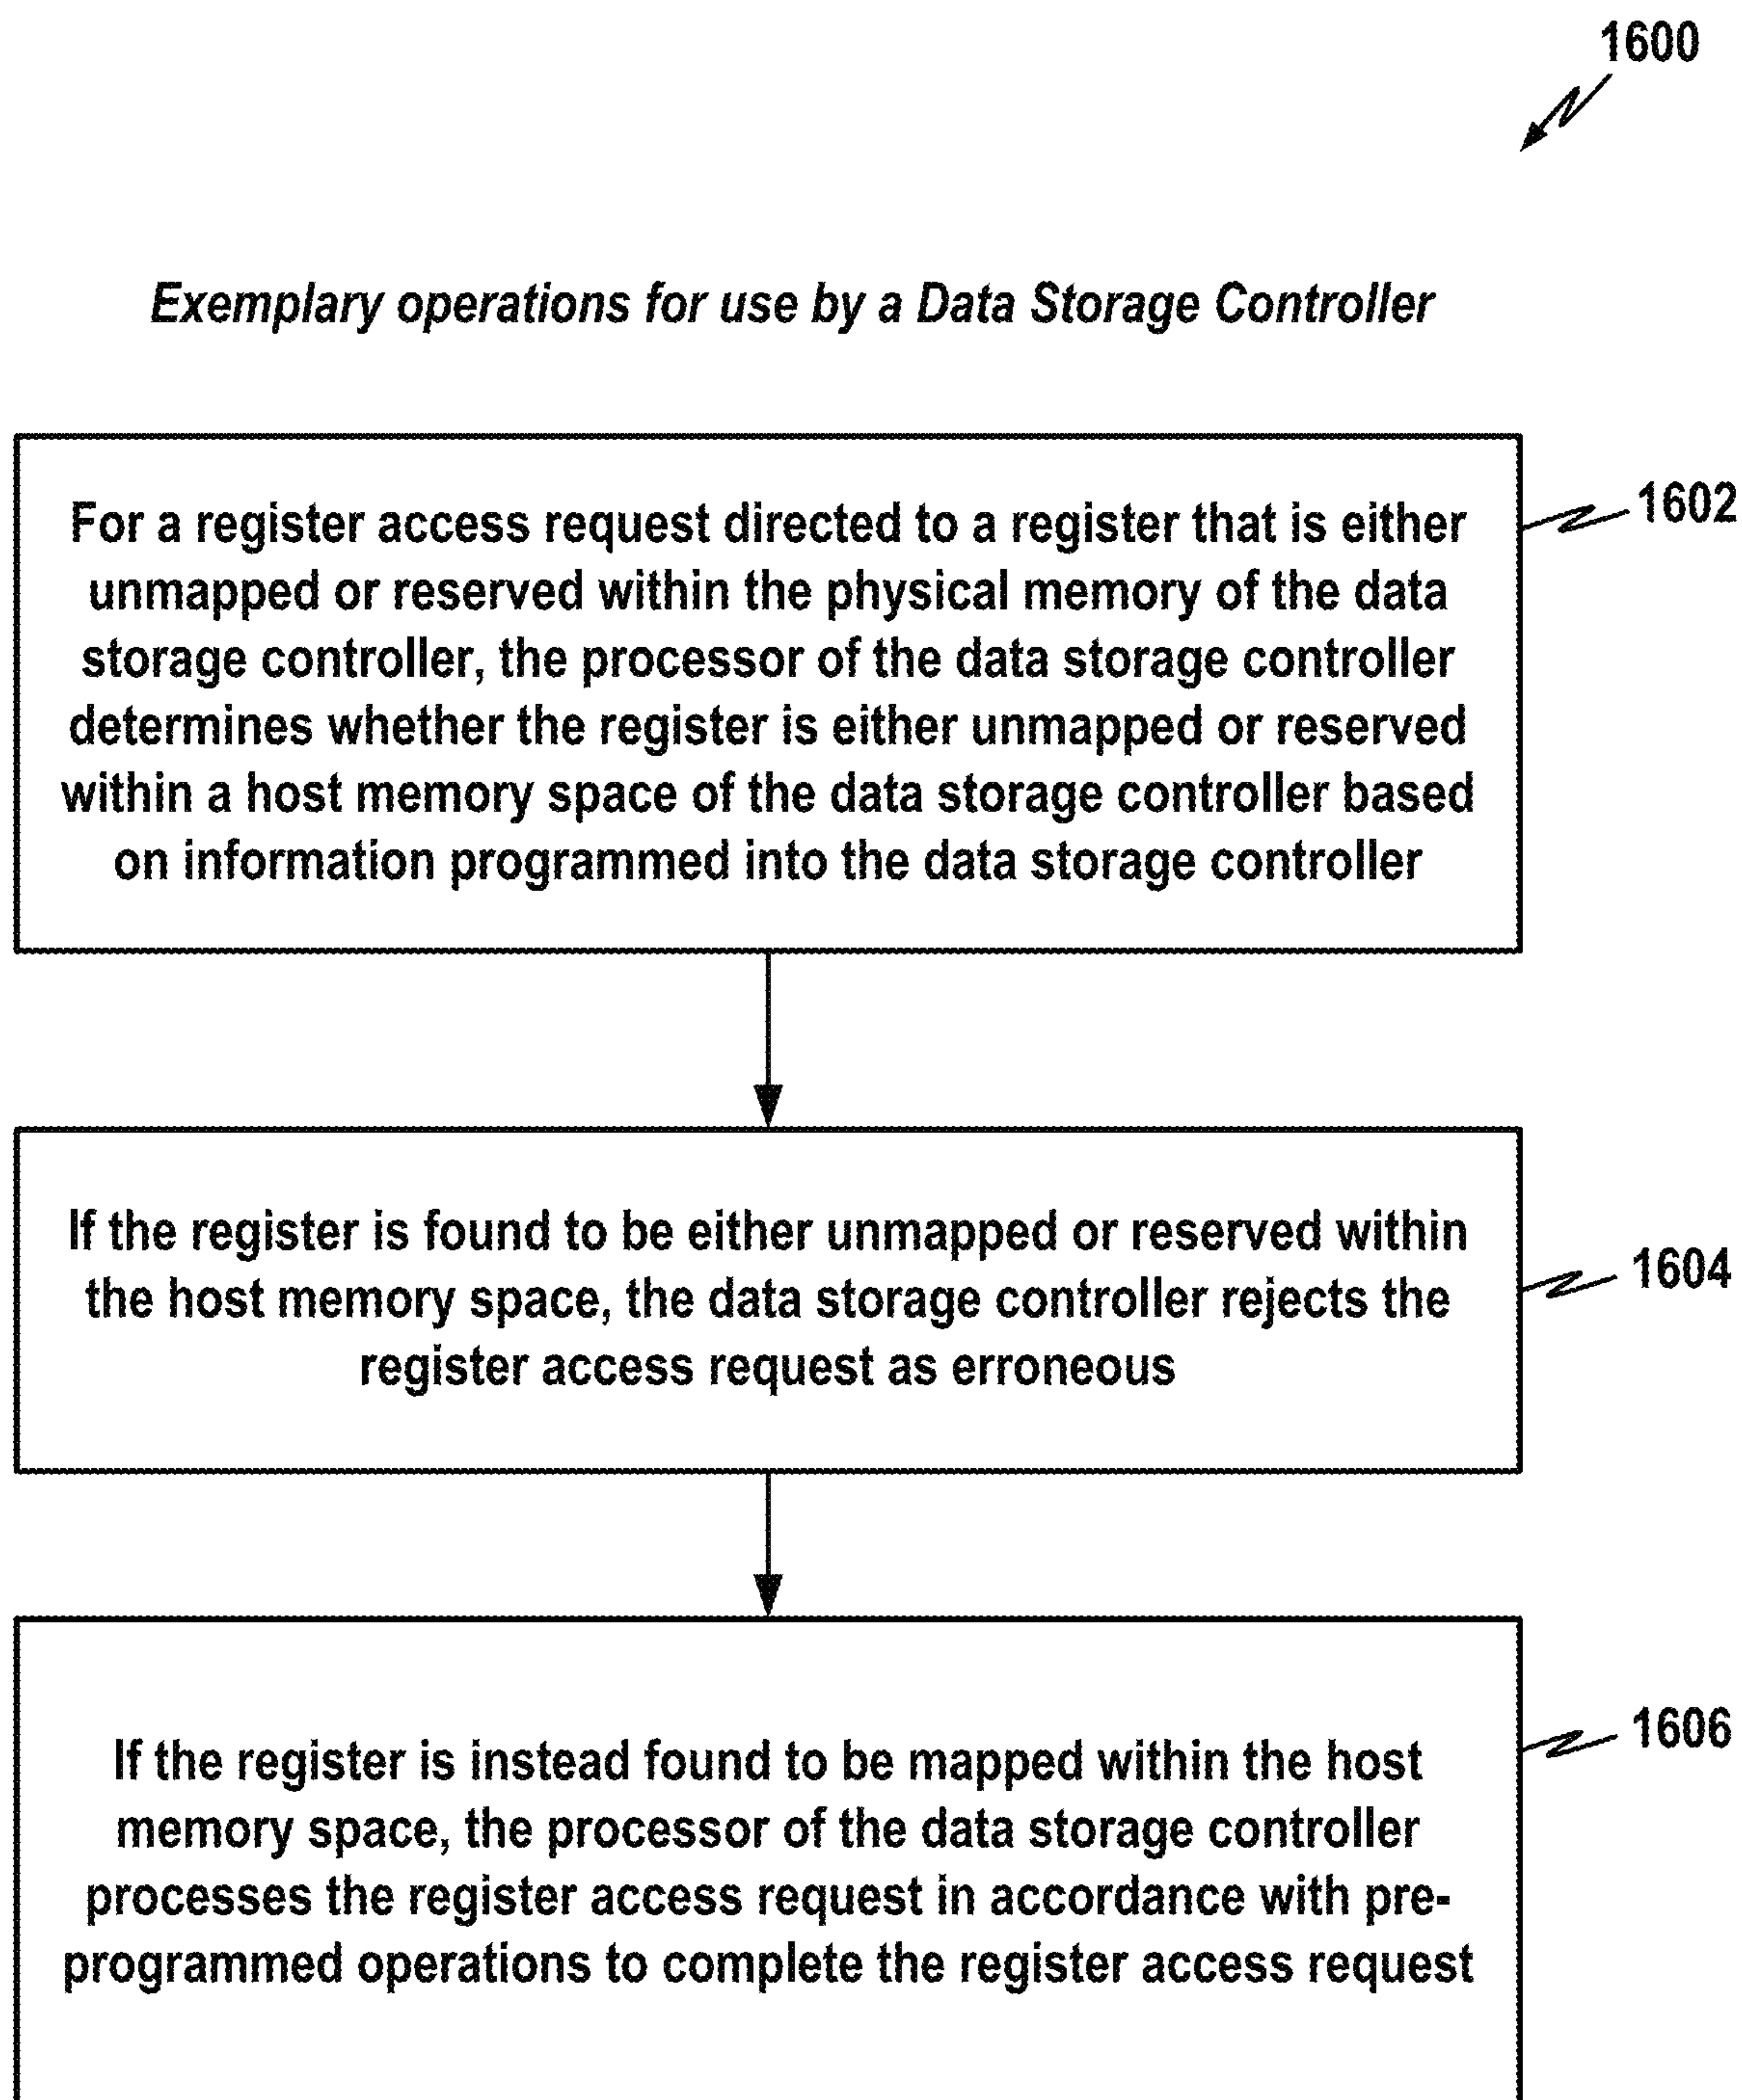 1600
Exemplary operations for use by a Data Storage Controller
For a register access request directed to a register that is either
unmapped or reserved within the physical memory of the data
storage controller, the processor of the data storage controller
determines whether the register is either unmapped or reserved
within a host memory space of the data storage controller based
on information programmed into the data storage controller
1602
If the register is found to be either unmapped or reserved within
the host memory space, the data storage controller rejects the
register access request as erroneous
1604
If the register is instead found to be mapped within the host
memory space, the processor of the data storage controller
processes the register access request in accordance with pre-
programmed operations to complete the register access request
1606